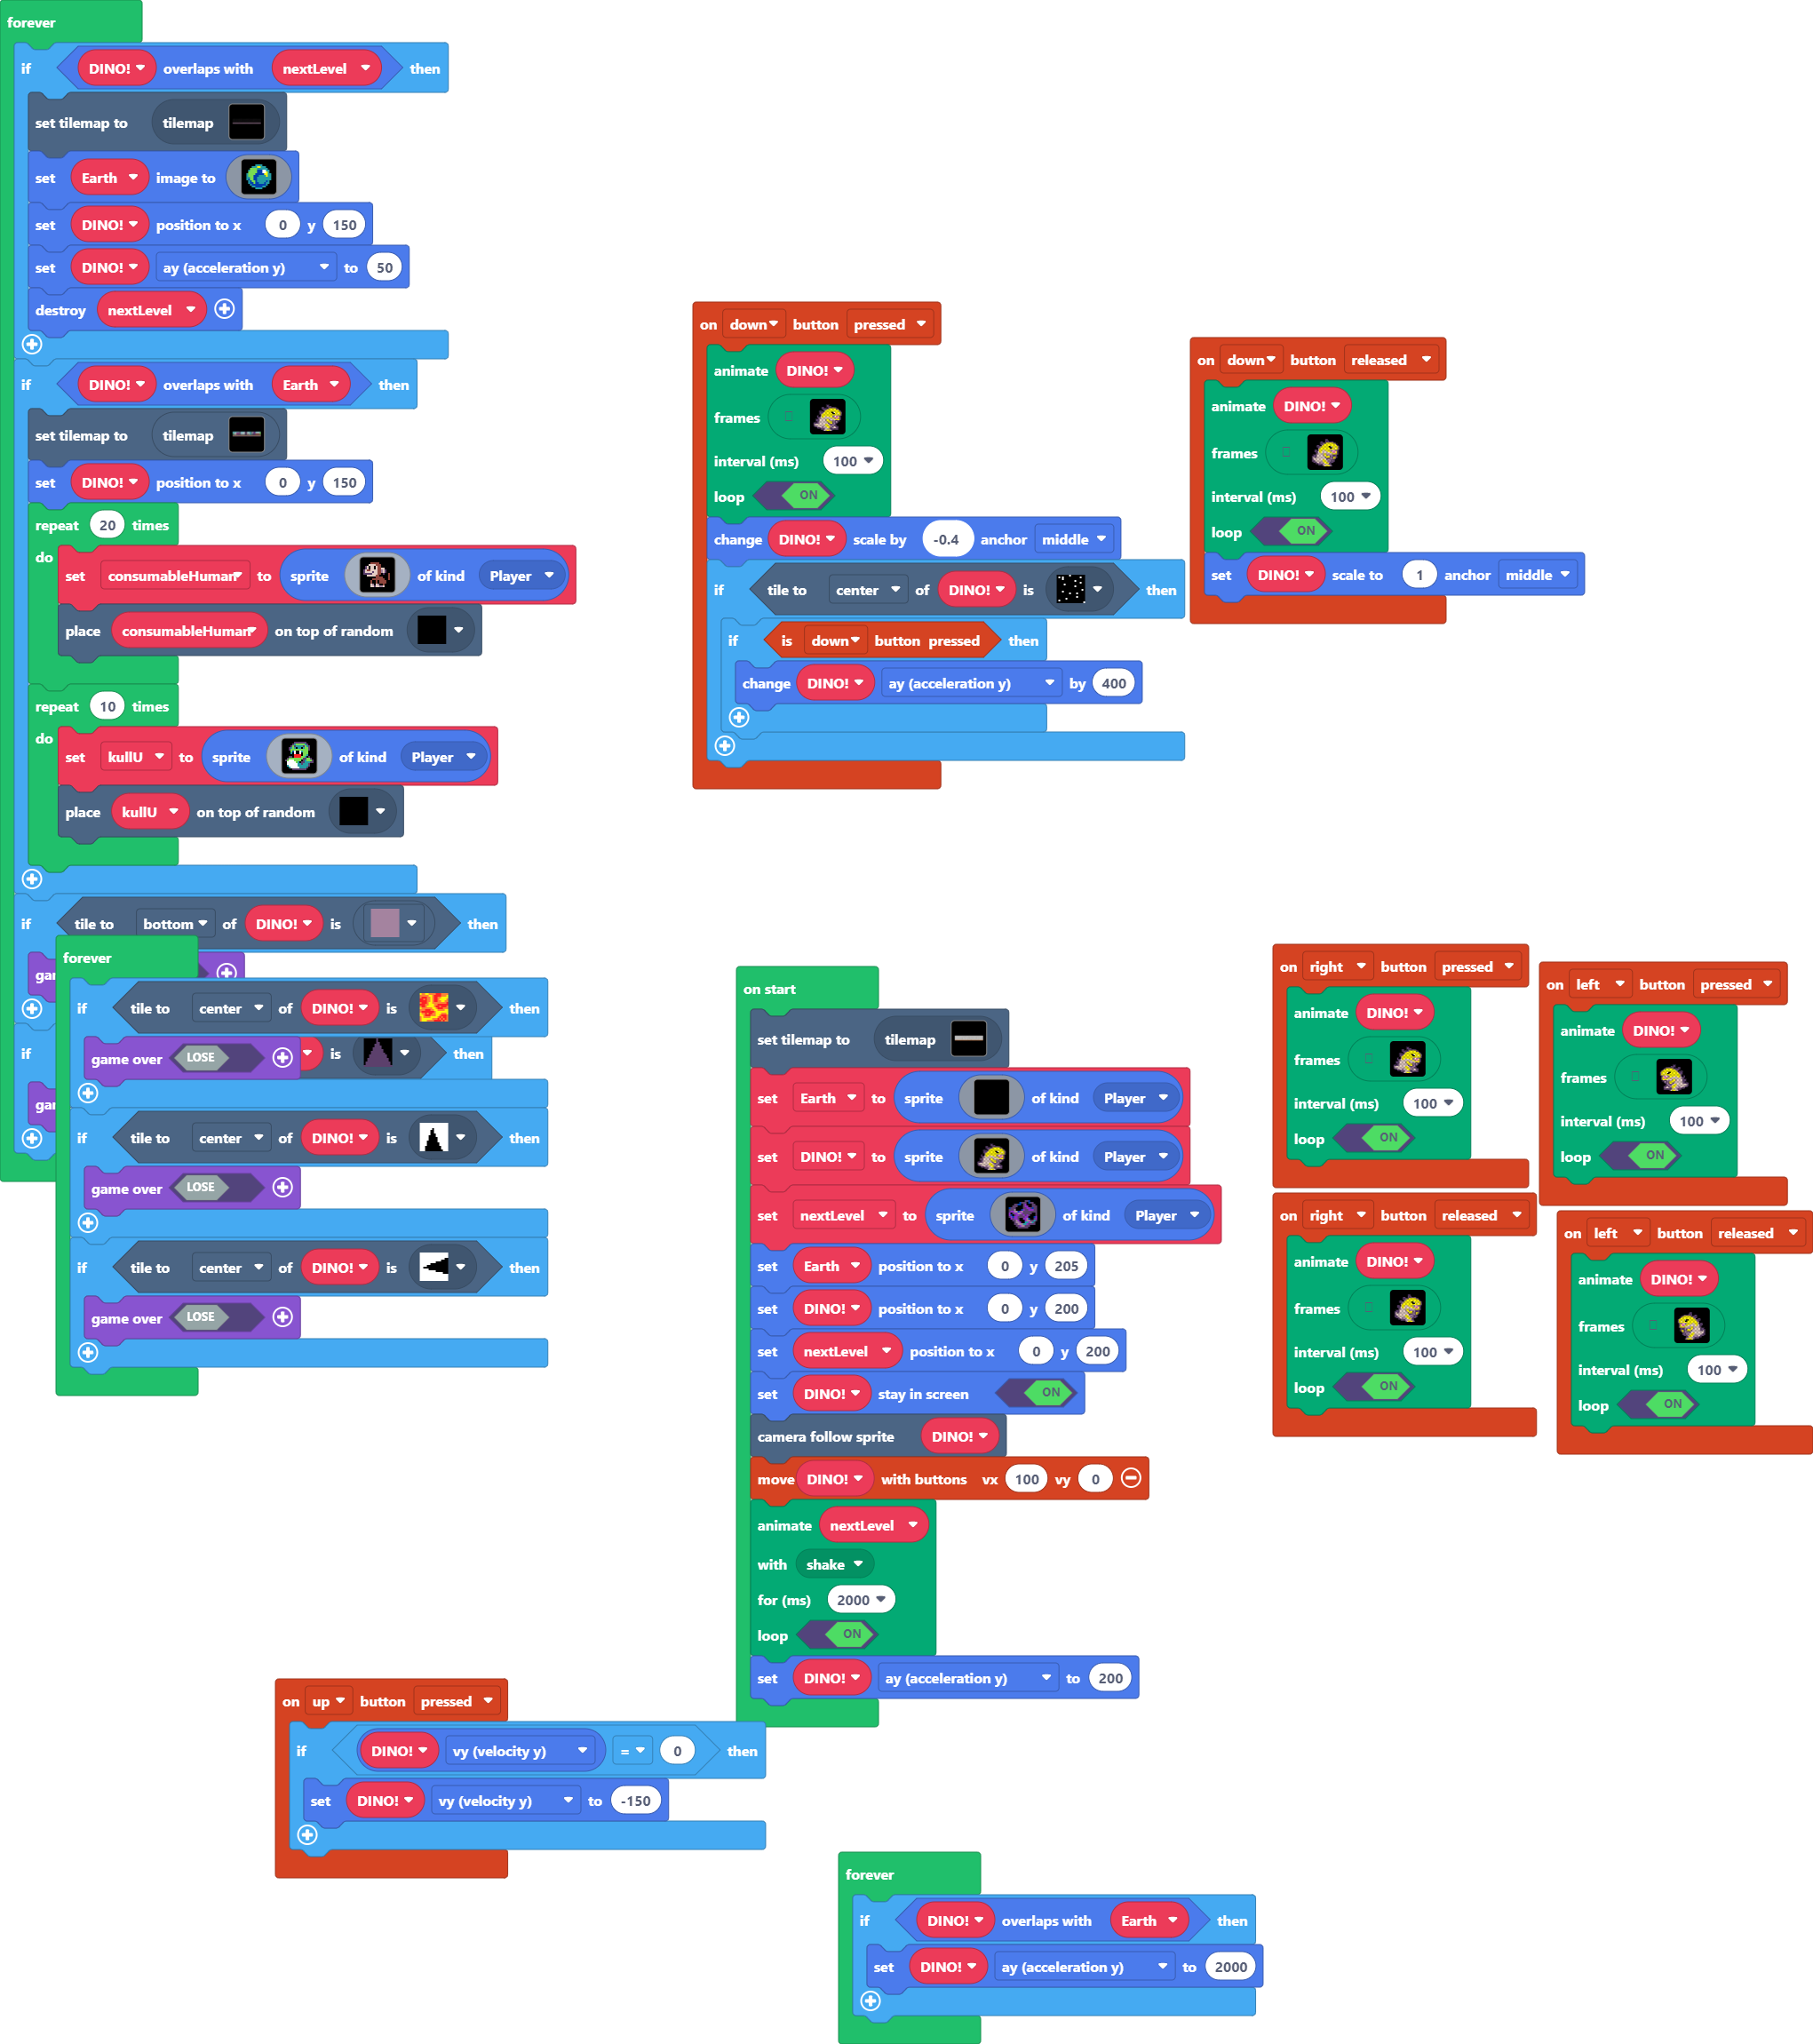 forever
if DINO! overlaps with nextLevel then
set tilemap to tilemap
set Earth image to
set DINO! position to x 0 y 150
set DINO! ay (acceleration y) to 50
destroy nextLevel
if DINO! overlaps with Earth then
set tilemap to tilemap
set DINO! position to x 0 y 150
repeat 20 times
do
set consumableHuman to sprite of kind Player
place consumableHuman on top of random
repeat 10 times
do
set kullU to sprite of kind Player
place kullU on top of random
if tile to bottom of DINO! is then
gar
if is then
gar
forever
if tile to center of DINO! is then
game over LOSE
if tile to center of DINO! is then
game over LOSE
if tile to center of DINO! is then
game over LOSE
on down button pressed
animate DINO!
frames
interval (ms) 100
loop ON
change DINO! scale by -0.4 anchor middle
if tile to center of DINO! is then
if is down button pressed then
change DINO! ay (acceleration y) by 400
on down button released
animate DINO!
frames
interval (ms) 100
loop ON
set DINO! scale to 1 anchor middle
on start
set tilemap to tilemap
set Earth to sprite of kind Player
set DINO! to sprite of kind Player
set nextLevel to sprite of kind Player
set Earth position to x 0 y 205
set DINO! position to x 0 y 200
set nextLevel position to x 0 y 200
set DINO! stay in screen ON
camera follow sprite DINO!
move DINO! with buttons vx 100 vy 0
animate nextLevel
with shake
for (ms) 2000
loop ON
set DINO! ay (acceleration y) to 200
on right button pressed
animate DINO!
frames
interval (ms) 100
loop ON
on left button pressed
animate DINO!
frames
interval (ms) 100
loop ON
on right button released
animate DINO!
frames
interval (ms) 100
loop ON
on left button released
animate DINO!
frames
interval (ms) 100
loop ON
on up button pressed
if DINO! vy (velocity y) = 0 then
set DINO! vy (velocity y) to -150
forever
if DINO! overlaps with Earth then
set DINO! ay (acceleration y) to 2000